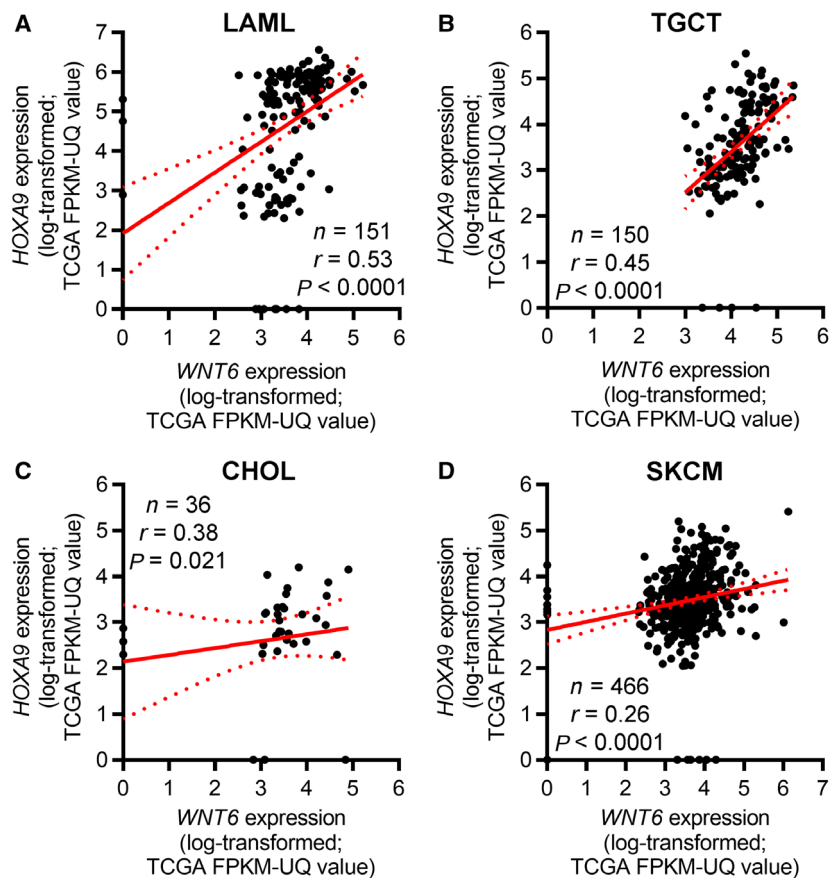 A
LAML
HOXA9 expression
(log-transformed;
TCGA FPKM-UQ value)
7
6
5
4
3
2
1
0
n = 151
r = 0.53
P < 0.0001
0 1 2 3 4 5 6
WNT6 expression
(log-transformed;
TCGA FPKM-UQ value)
B
TGCT
HOXA9 expression
(log-transformed;
TCGA FPKM-UQ value)
6
5
4
3
2
1
0
n = 150
r = 0.45
P < 0.0001
0 1 2 3 4 5 6
WNT6 expression
(log-transformed;
TCGA FPKM-UQ value)
C
CHOL
HOXA9 expression
(log-transformed;
TCGA FPKM-UQ value)
6
5
4
3
2
1
0
n = 36
r = 0.38
P = 0.021
0 1 2 3 4 5 6
WNT6 expression
(log-transformed;
TCGA FPKM-UQ value)
D
SKCM
HOXA9 expression
(log-transformed;
TCGA FPKM-UQ value)
6
5
4
3
2
1
0
n = 466
r = 0.26
P < 0.0001
0 1 2 3 4 5 6 7
WNT6 expression
(log-transformed;
TCGA FPKM-UQ value)